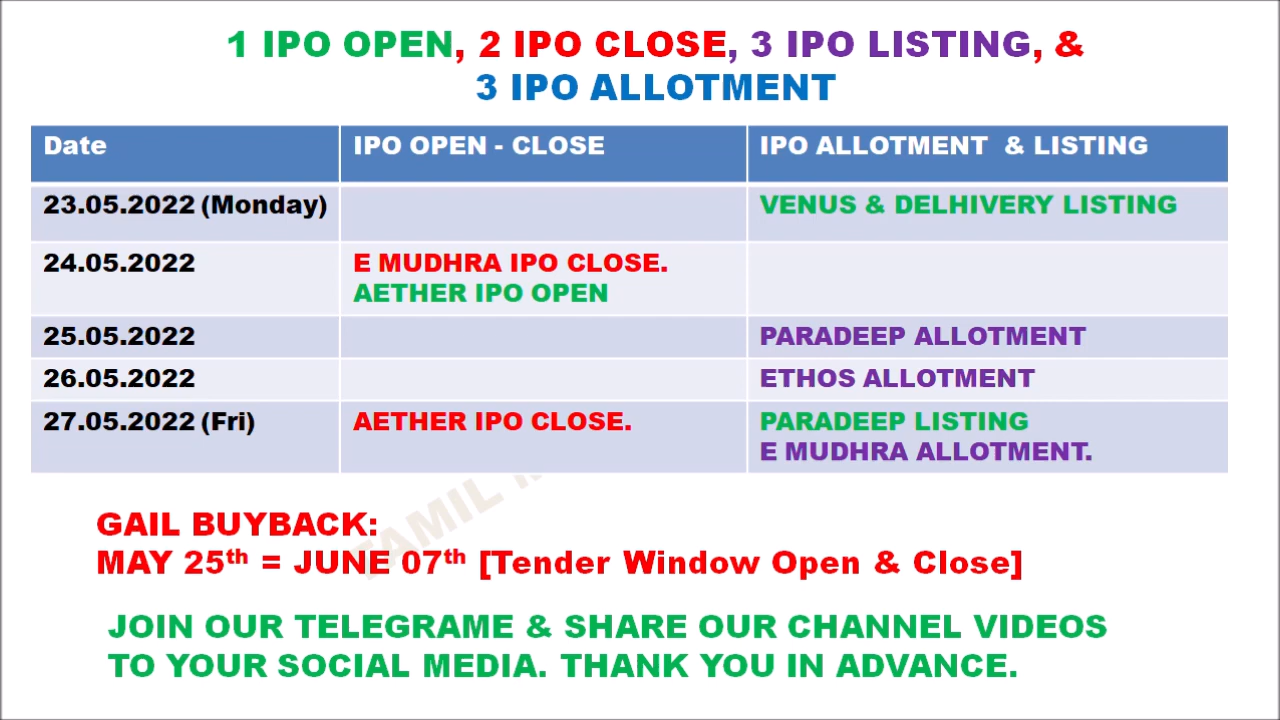 1 IPO OPEN, 2 IPO CLOSE, 3 IPO LISTING, &
3 IPO ALLOTMENT
Date IPO OPEN - CLOSE IPO ALLOTMENT & LISTING
23.05.2022 (Monday) VENUS & DELHIVERY LISTING
24.05.2022 E MUDHRA IPO CLOSE.
AETHER IPO OPEN
25.05.2022 PARADEEP ALLOTMENT
26.05.2022 ETHOS ALLOTMENT
27.05.2022 (Fri) AETHER IPO CLOSE. PARADEEP LISTING
E MUDHRA ALLOTMENT.
TAMIL
GAIL BUYBACK:
MAY 25th = JUNE 07th [Tender Window Open & Close]
JOIN OUR TELEGRAME & SHARE OUR CHANNEL VIDEOS
TO YOUR SOCIAL MEDIA. THANK YOU IN ADVANCE.